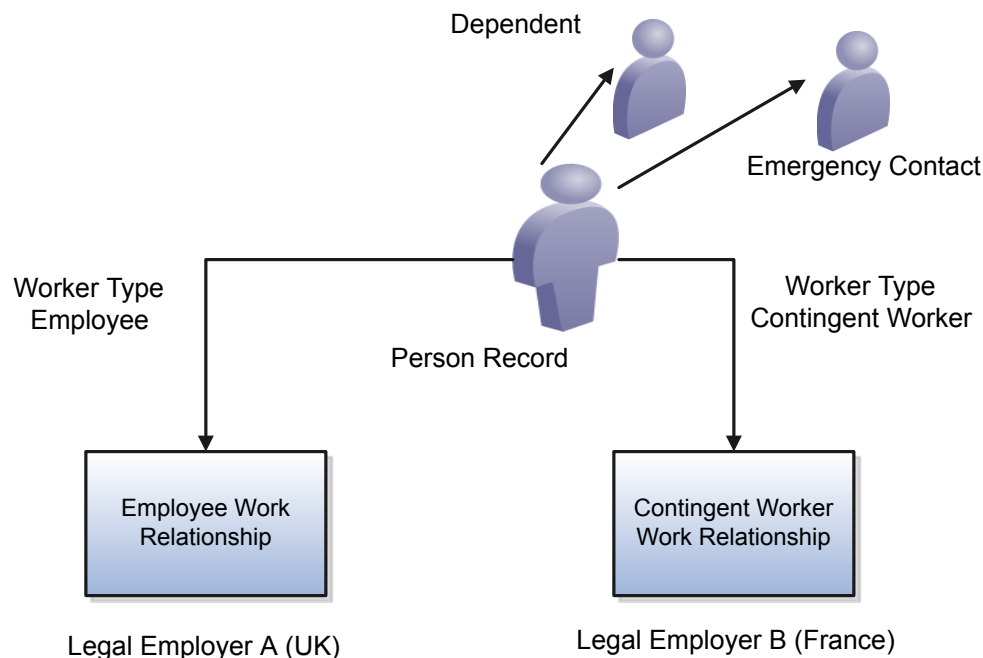 Dependent
Emergency Contact
Worker Type
Employee
Worker Type
Contingent Worker
Person Record
Employee Work
Relationship
Contingent Worker
Work Relationship
Legal Employer A (UK)
Legal Employer B (France)